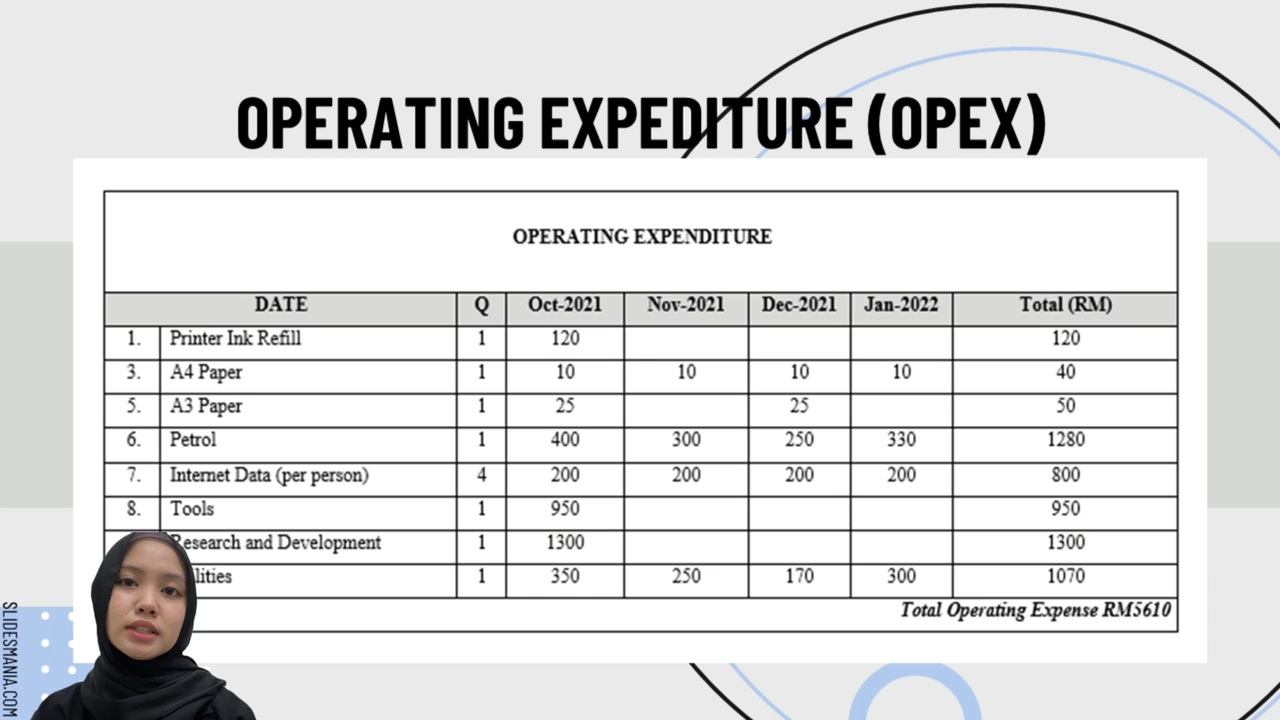 OPERATING EXPEDITURE (OPEX)
OPERATING EXPENDITURE
DATE Q Oct-2021 Nov-2021 Dec-2021 Jan-2022 Total (RM)
1. Printer Ink Refill 1 120 120
3. A4 Paper 1 10 10 10 10 40
5. A3 Paper 1 25 25 50
6. Petrol 1 400 300 250 330 1280
7. Internet Data (per person) 4 200 200 200 200 800
8. Tools 1 950 950
Research and Development 1 1300 1300
lities 1 350 250 170 300 1070
Total Operating Expense RM5610
SLIDESMANIA.COM